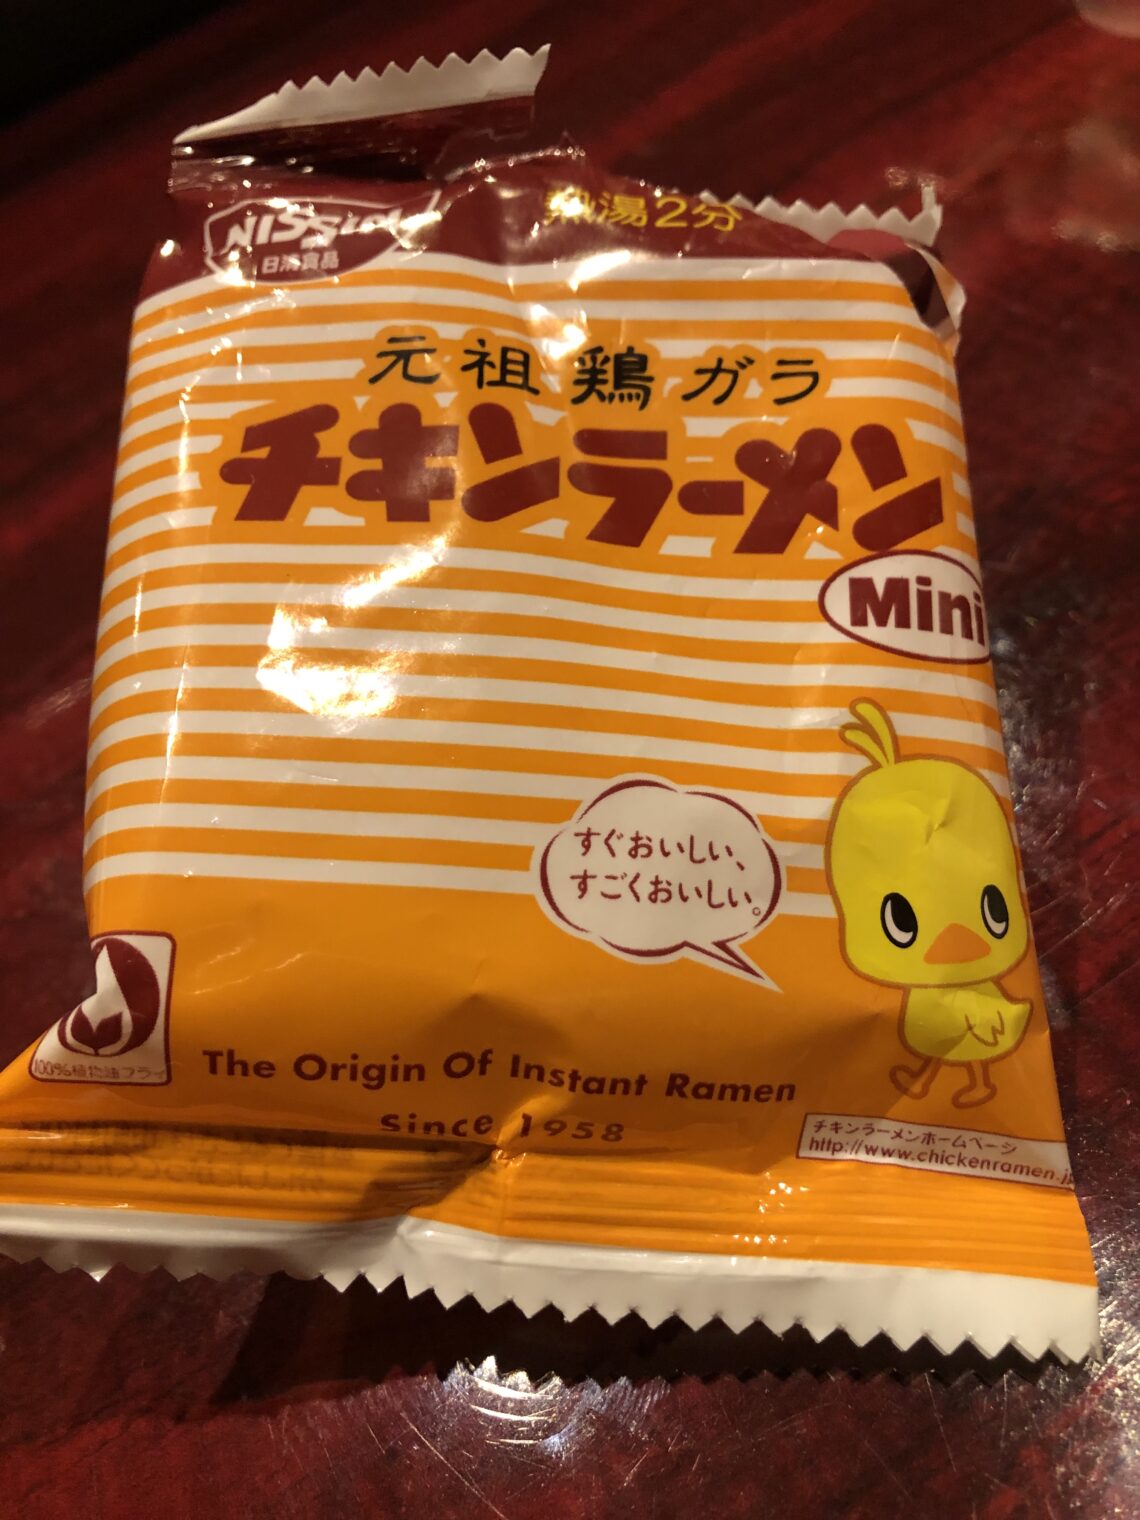 NISSIN
日清食品
熱湯2分
元祖鶏ガラ
チキンラーメン
Mini
すぐおいしい、
すごくおいしい。
100%植物油フライ
The Origin Of Instant Ramen
Since 1958
チキンラーメンホームページ
http://www.chickenramen.jp